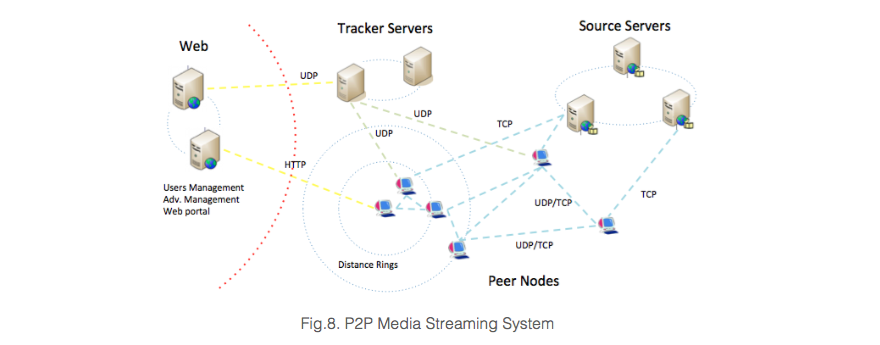 Web
Tracker Servers
Source Servers
UDP
UDP
UDP
TCP
HTTP
TCP
Users Management
Adv. Management
Web portal
UDP/TCP
UDP/TCP
Distance Rings
Peer Nodes
Fig.8. P2P Media Streaming System